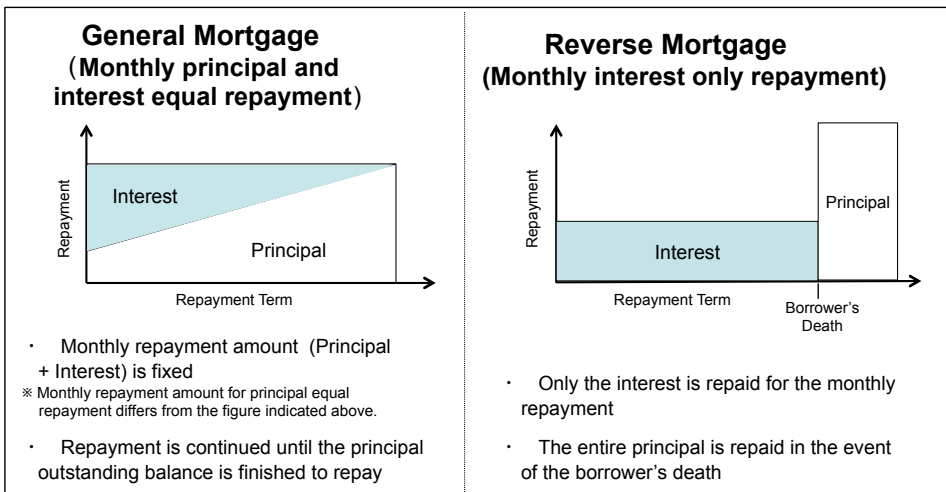 General Mortgage
（Monthly principal and
interest equal repayment）
Repayment
Interest
Principal
Repayment Term
・ Monthly repayment amount (Principal
+ Interest) is fixed
※ Monthly repayment amount for principal equal
repayment differs from the figure indicated above.
・ Repayment is continued until the principal
outstanding balance is finished to repay
Reverse Mortgage
(Monthly interest only repayment)
Repayment
Interest
Principal
Repayment Term
Borrower’s
Death
・ Only the interest is repaid for the monthly
repayment
・ The entire principal is repaid in the event
of the borrower’s death